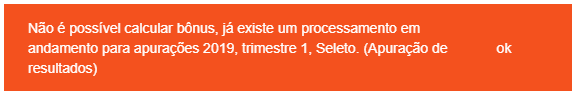 Não é possível calcular bônus, já existe um processamento em
andamento para apurações 2019, trimestre 1, Seleto. (Apuração de
resultados)
ok